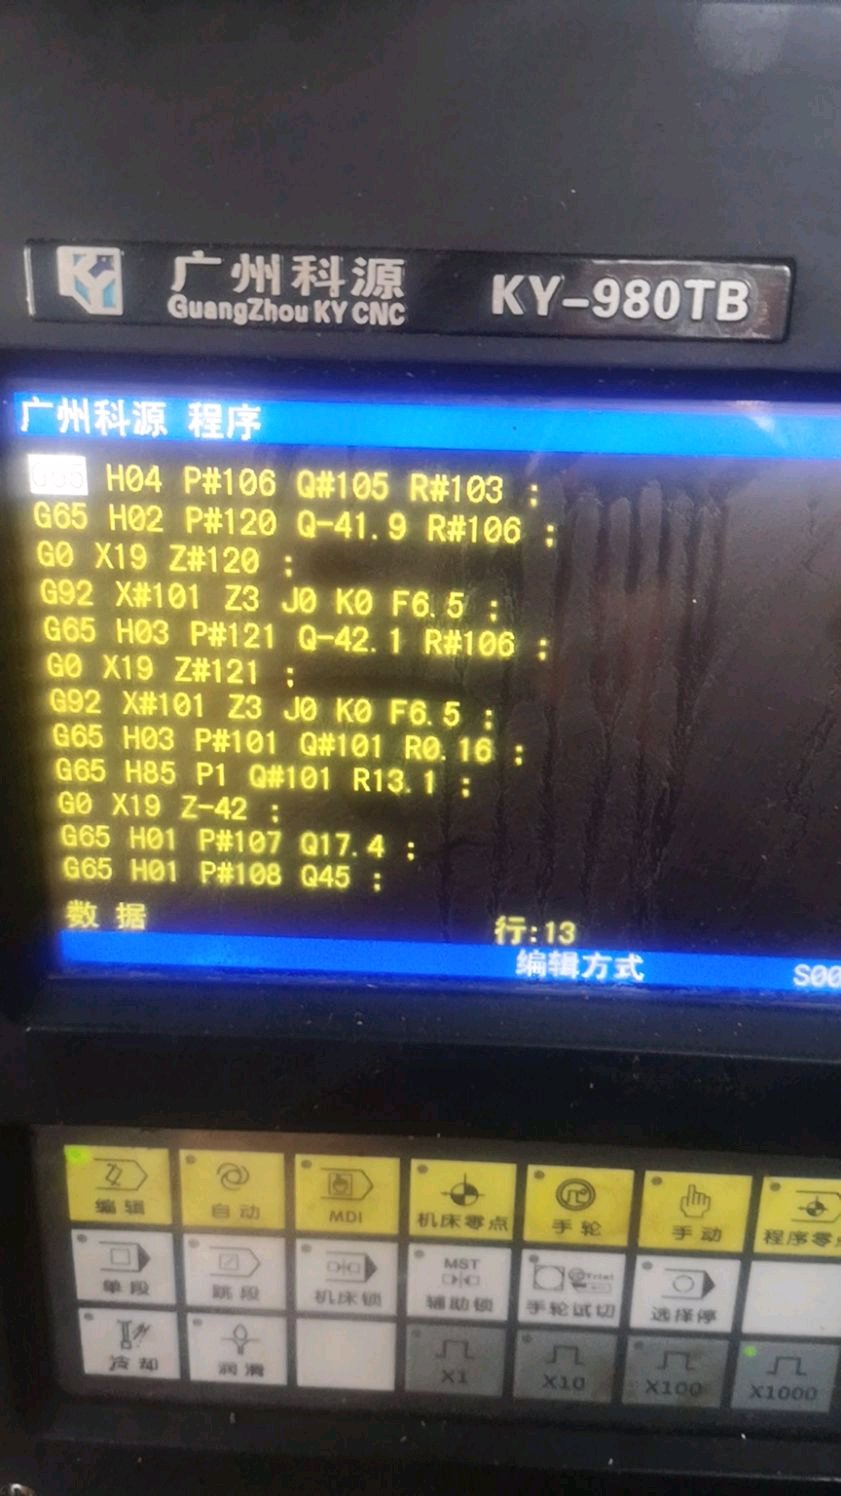 广州科源 KY-980TB
GuangZhou KY CNC
广州科源 程序
G65 H04 P#106 Q#105 R#103 ;
G65 H02 P#120 Q-41.9 R#106 ;
G0 X19 Z#120 ;
G92 X#101 Z3 J0 K0 F6.5 ;
G65 H03 P#121 Q-42.1 R#106 ;
G0 X19 Z#121 ;
G92 X#101 Z3 J0 K0 F6.5 ;
G65 H03 P#101 Q#101 R0.16 ;
G65 H85 P1 Q#101 R13.1 ;
G0 X19 Z-42 ;
G65 H01 P#107 Q17.4 ;
G65 H01 P#108 Q45 ;
数 据 行:13
编辑方式 S00
编辑 自动 MDI 机床零点 手轮 手动 程序零点
MST
单段 跳段 机床锁 辅助锁 手轮试切 选择停
冷却 润滑 X1 X10 X100 X1000